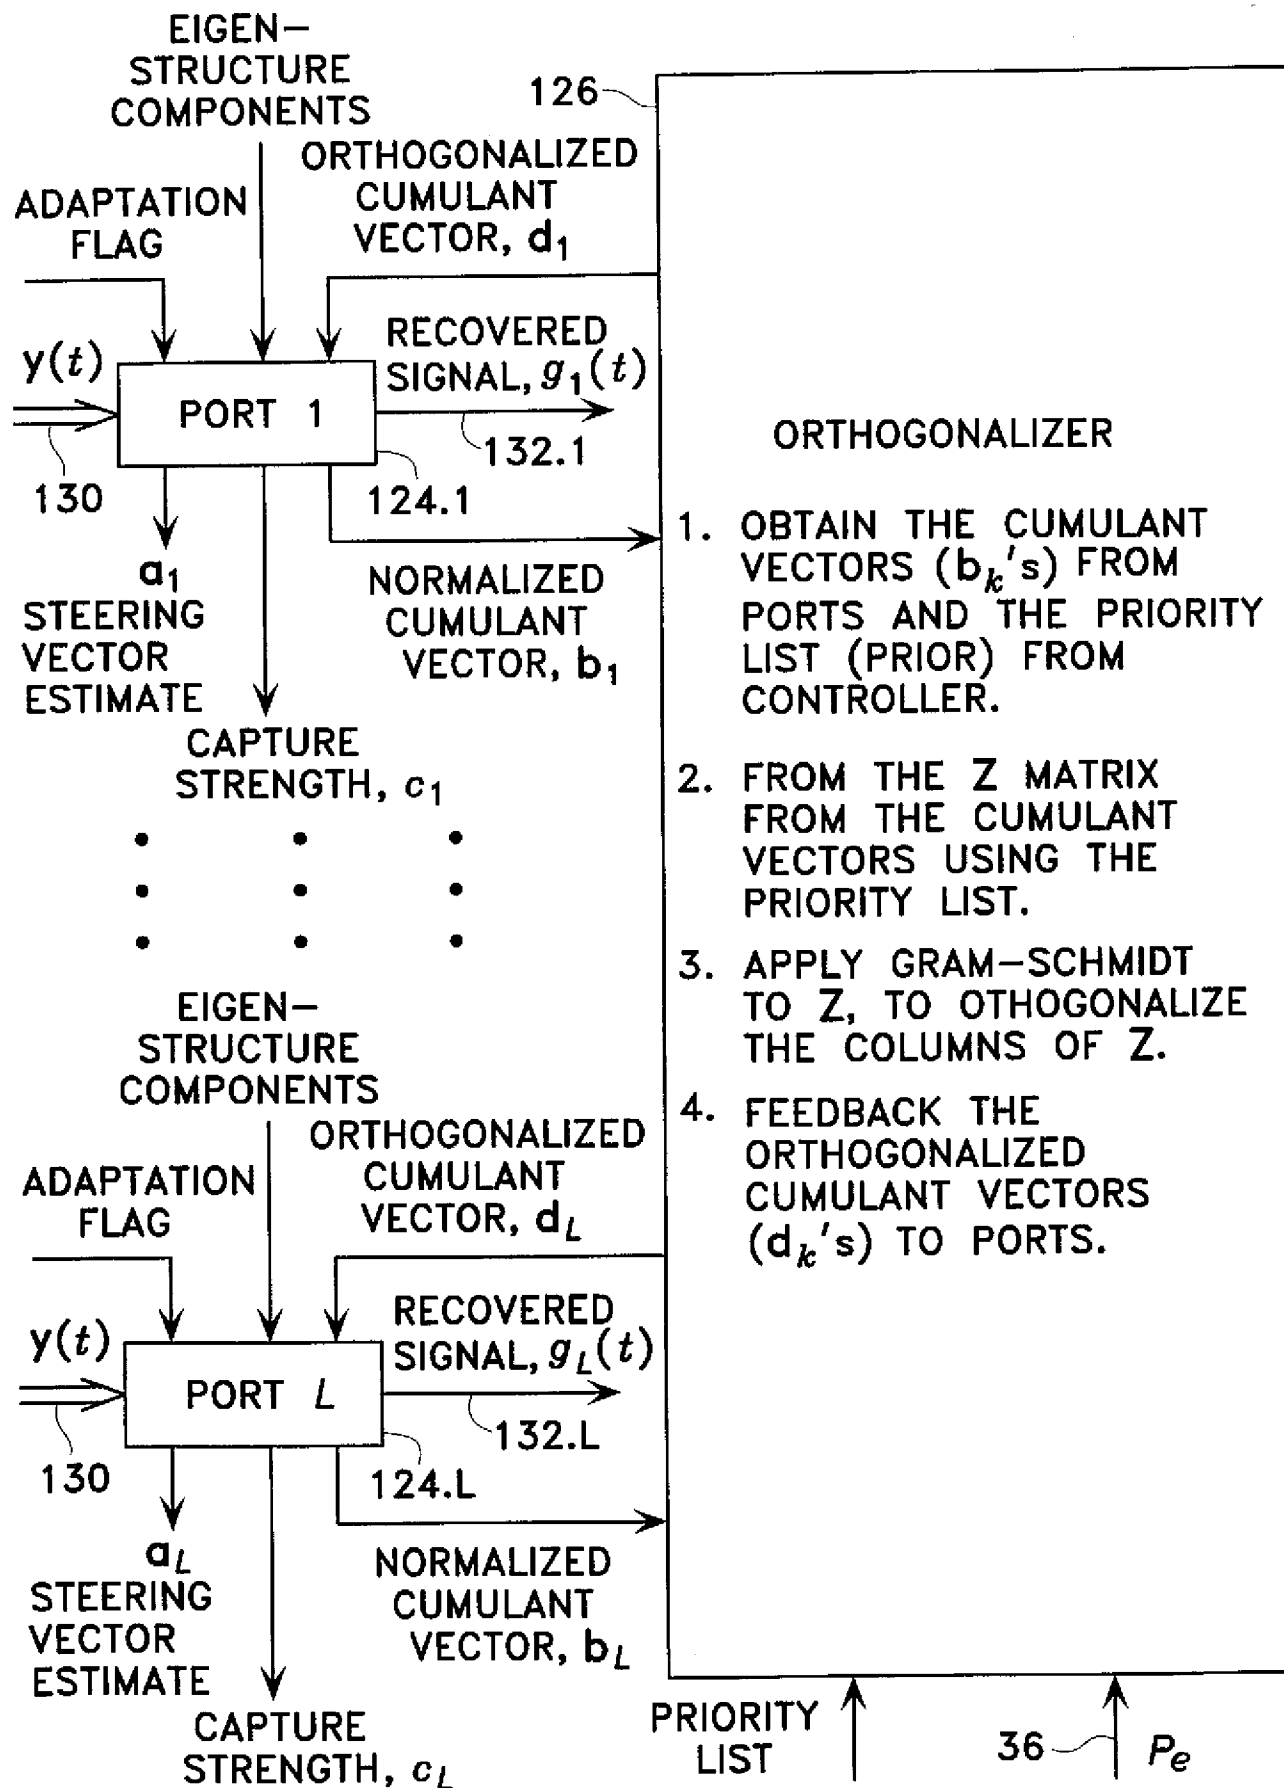 EIGEN-
STRUCTURE
COMPONENTS
126
ORTHOGONALIZED
CUMULANT
VECTOR, d1
ADAPTATION
FLAG
y(t)
PORT 1
RECOVERED
SIGNAL, g1(t)
132.1
130
124.1
a1
STEERING
VECTOR
ESTIMATE
NORMALIZED
CUMULANT
VECTOR, b1
CAPTURE
STRENGTH, c1
ORTHOGONALIZER
1. OBTAIN THE CUMULANT
VECTORS (bk's) FROM
PORTS AND THE PRIORITY
LIST (PRIOR) FROM
CONTROLLER.
2. FROM THE Z MATRIX
FROM THE CUMULANT
VECTORS USING THE
PRIORITY LIST.
3. APPLY GRAM-SCHMIDT
TO Z, TO OTHOGONALIZE
THE COLUMNS OF Z.
4. FEEDBACK THE
ORTHOGONALIZED
CUMULANT VECTORS
(dk's) TO PORTS.
EIGEN-
STRUCTURE
COMPONENTS
ORTHOGONALIZED
CUMULANT
VECTOR, dL
ADAPTATION
FLAG
y(t)
PORT L
RECOVERED
SIGNAL, gL(t)
132.L
130
124.L
aL
STEERING
VECTOR
ESTIMATE
NORMALIZED
CUMULANT
VECTOR, bL
CAPTURE
STRENGTH, cL
PRIORITY
LIST
36
Pe